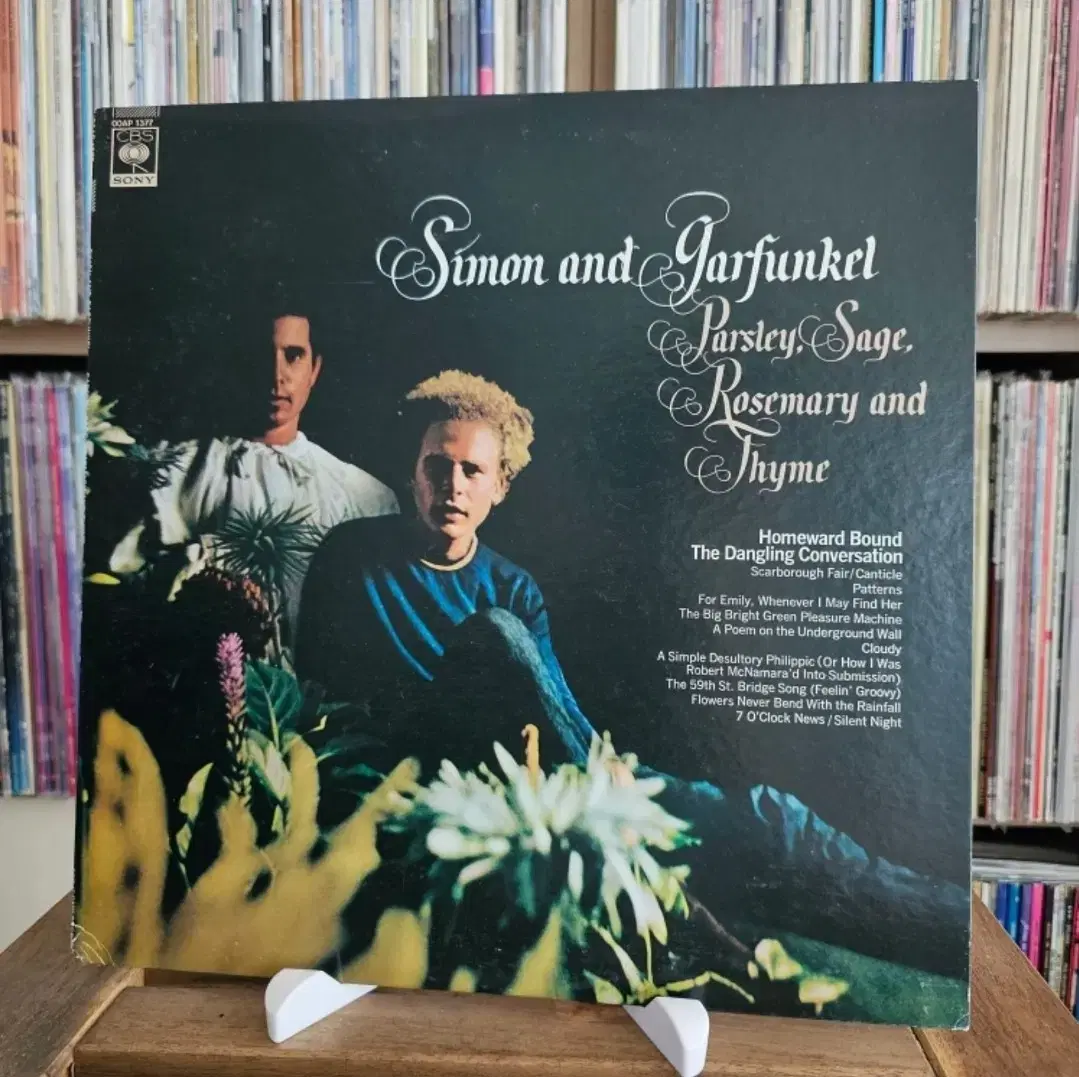 OOAP 1377
CBS
SONY
Simon and Garfunkel
Parsley, Sage,
Rosemary and
Thyme
Homeward Bound
The Dangling Conversation
Scarborough Fair/Canticle
Patterns
For Emily, Whenever I May Find Her
The Big Bright Green Pleasure Machine
A Poem on the Underground Wall
Cloudy
A Simple Desultory Philippic (Or How I Was
Robert McNamara'd Into Submission)
The 59th St. Bridge Song (Feelin' Groovy)
Flowers Never Bend With the Rainfall
7 O'Clock News / Silent Night